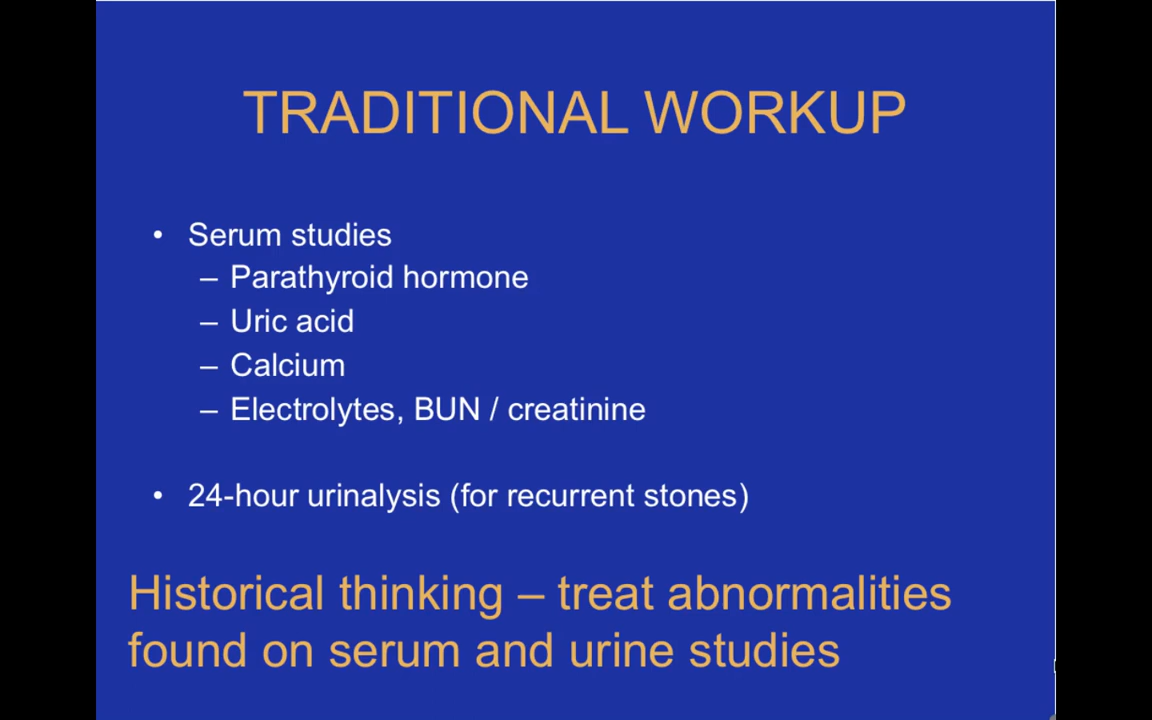 TRADITIONAL WORKUP
• Serum studies
– Parathyroid hormone
– Uric acid
– Calcium
– Electrolytes, BUN / creatinine
• 24-hour urinalysis (for recurrent stones)
Historical thinking – treat abnormalities
found on serum and urine studies